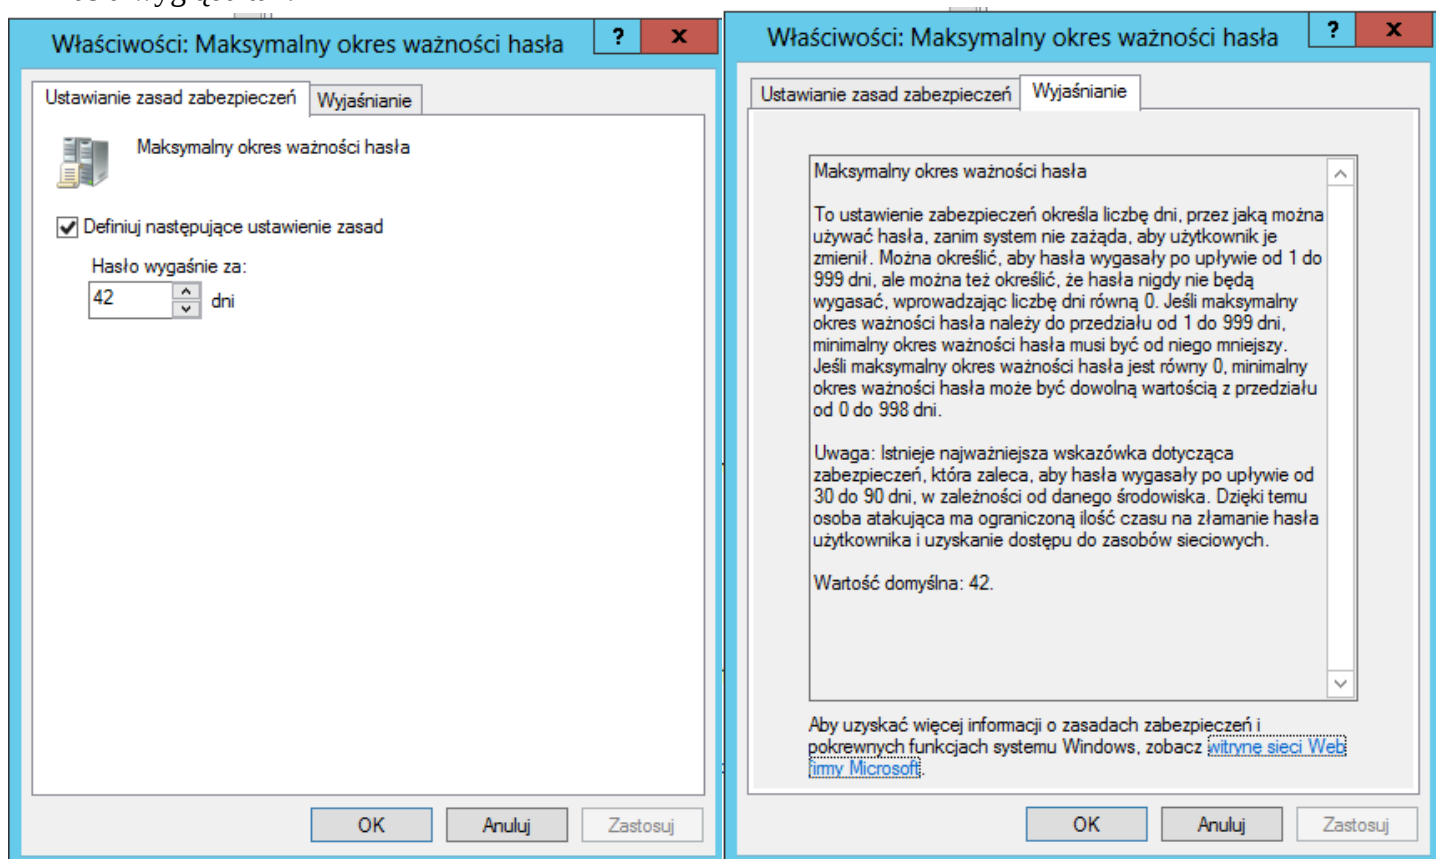 Właściwości: Maksymalny okres ważności hasła
?
x
Ustawianie zasad zabezpieczeń
Wyjaśnianie
Maksymalny okres ważności hasła
Definiuj następujące ustawienie zasad
Hasło wygaśnie za:
42
dni
OK
Anuluj
Zastosuj
Właściwości: Maksymalny okres ważności hasła
?
x
Ustawianie zasad zabezpieczeń
Wyjaśnianie
Maksymalny okres ważności hasła
To ustawienie zabezpieczeń określa liczbę dni, przez jaką można
używać hasła, zanim system nie zażąda, aby użytkownik je
zmienił. Można określić, aby hasła wygasały po upływie od 1 do
999 dni, ale można też określić, że hasła nigdy nie będą
wygasać, wprowadzając liczbę dni równą 0. Jeśli maksymalny
okres ważności hasła należy do przedziału od 1 do 999 dni,
minimalny okres ważności hasła musi być od niego mniejszy.
Jeśli maksymalny okres ważności hasła jest równy 0, minimalny
okres ważności hasła może być dowolną wartością z przedziału
od 0 do 998 dni.
Uwaga: Istnieje najważniejsza wskazówka dotycząca
zabezpieczeń, która zaleca, aby hasła wygasały po upływie od
30 do 90 dni, w zależności od danego środowiska. Dzięki temu
osoba atakująca ma ograniczoną ilość czasu na złamanie hasła
użytkownika i uzyskanie dostępu do zasobów sieciowych.
Wartość domyślna: 42.
Aby uzyskać więcej informacji o zasadach zabezpieczeń i
pokrewnych funkcjach systemu Windows, zobacz witrynę sieci Web
firmy Microsoft.
OK
Anuluj
Zastosuj